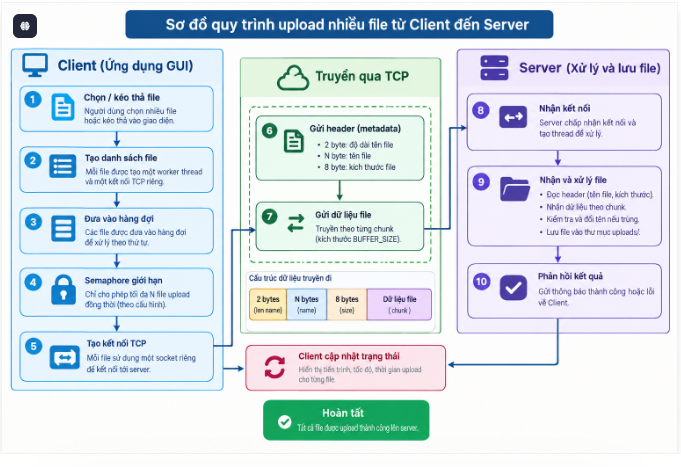 Sơ đồ quy trình upload nhiều file từ Client đến Server
Client (Ứng dụng GUI)
1
Chọn / kéo thả file
Người dùng chọn nhiều file
hoặc kéo thả vào giao diện.
2
Tạo danh sách file
Mỗi file được tạo một worker thread
và một kết nối TCP riêng.
3
Đưa vào hàng đợi
Các file được đưa vào hàng đợi
để xử lý theo thứ tự.
4
Semaphore giới hạn
Chỉ cho phép tối đa N file upload
đồng thời (theo cấu hình).
5
Tạo kết nối TCP
Mỗi file sử dụng một socket riêng
để kết nối tới server.
Truyền qua TCP
6
Gửi header (metadata)
• 2 byte: độ dài tên file
• N byte: tên file
• 8 byte: kích thước file
7
Gửi dữ liệu file
Truyền theo từng chunk
(kích thước BUFFER_SIZE).
Cấu trúc dữ liệu truyền đi
2 bytes
(len name)
N bytes
(name)
8 bytes
(size)
Dữ liệu file
(chunk)
Server (Xử lý và lưu file)
8
Nhận kết nối
Server chấp nhận kết nối và
tạo thread để xử lý.
9
Nhận và xử lý file
• Đọc header (tên file, kích thước).
• Nhận dữ liệu theo chunk.
• Kiểm tra và đổi tên nếu trùng.
• Lưu file vào thư mục uploads/.
10
Phản hồi kết quả
Gửi thông báo thành công hoặc lỗi
về Client.
Client cập nhật trạng thái
Hiển thị tiến trình, tốc độ, thời gian upload
cho từng file.
Hoàn tất
Tất cả file được upload thành công lên server.